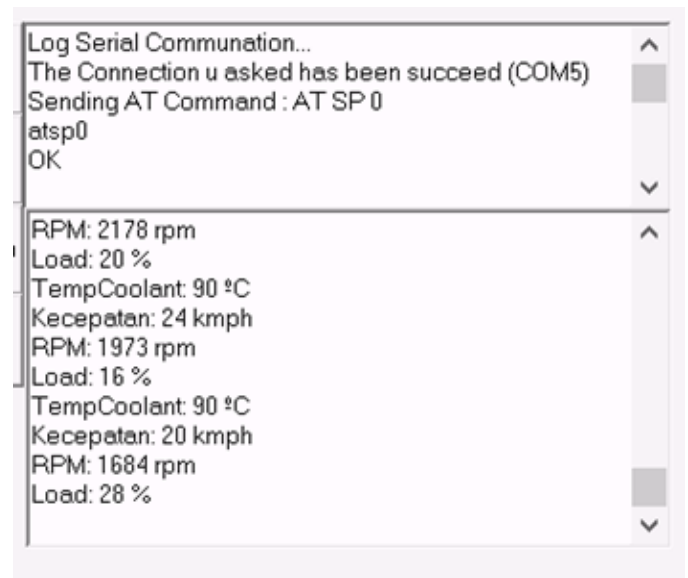 Log Serial Communation...
The Connection u asked has been succeed (COM5)
Sending AT Command : AT SP 0
atsp0
OK
RPM: 2178 rpm
Load: 20 %
TempCoolant: 90 ºC
Kecepatan: 24 kmph
RPM: 1973 rpm
Load: 16 %
TempCoolant: 90 ºC
Kecepatan: 20 kmph
RPM: 1684 rpm
Load: 28 %